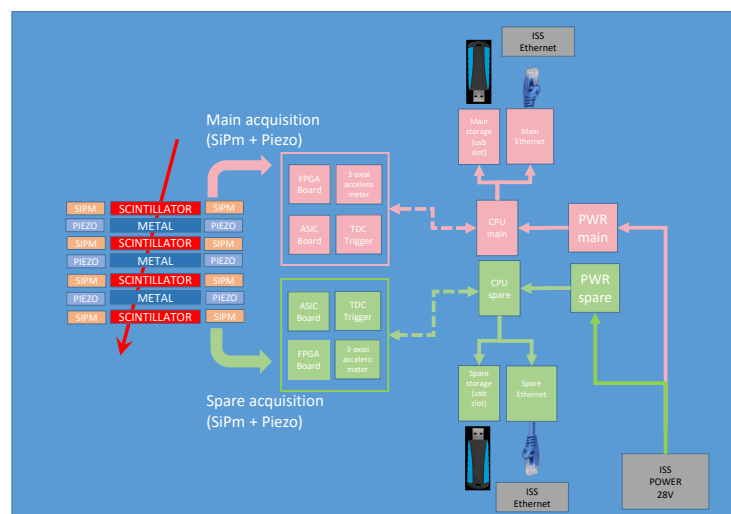 ISS
Ethernet
Main acquisition
(SiPm + Piezo)
Main
storage
(usb
slot)
Main
Ethernet
FPGA
Board
3-axial
accelero
meter
ASIC
Board
TDC
Trigger
CPU
main
PWR
main
SIPM SCINTILLATOR SIPM
PIEZO METAL PIEZO
SIPM SCINTILLATOR SIPM
PIEZO METAL PIEZO
SIPM SCINTILLATOR SIPM
PIEZO METAL PIEZO
SIPM SCINTILLATOR SIPM
CPU
spare
PWR
spare
ASIC
Board
TDC
Trigger
FPGA
Board
3-axial
accelero
meter
Spare acquisition
(SiPm + Piezo)
Spare
storage
(usb
slot)
Spare
Ethernet
ISS
Ethernet
ISS
POWER
28V